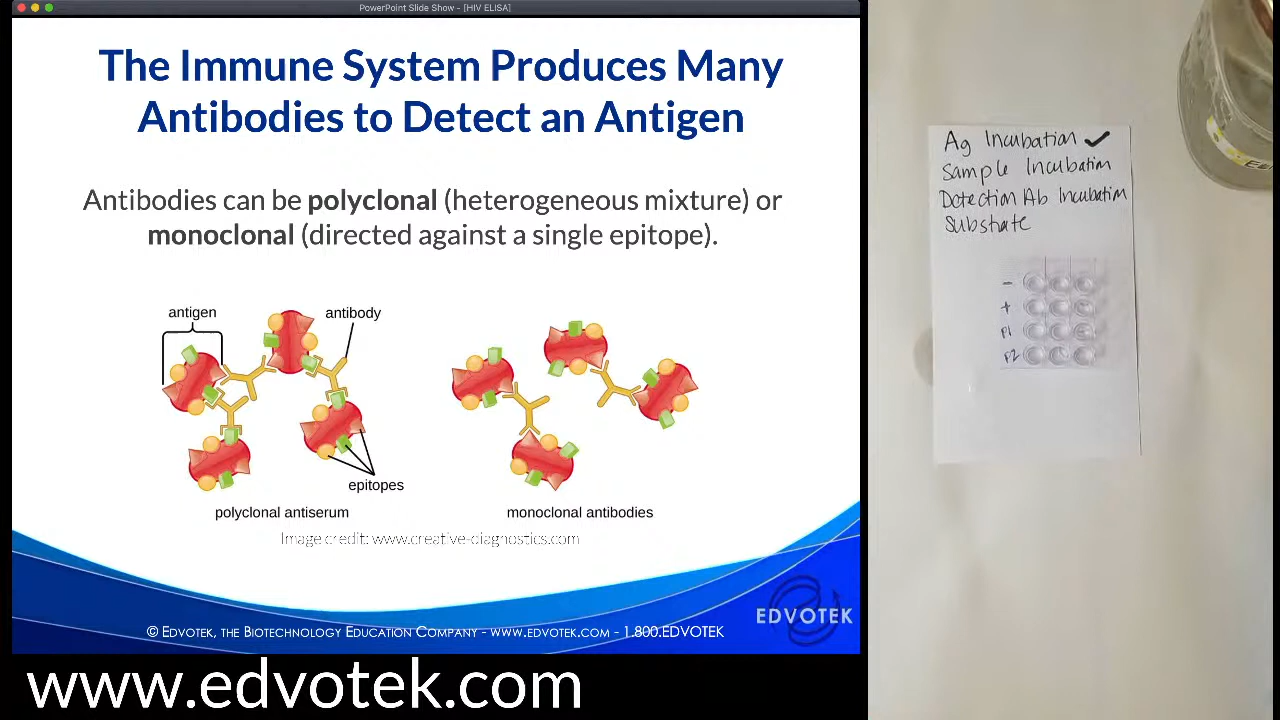 PowerPoint Slide Show - [HIV ELISA]
The Immune System Produces Many
Antibodies to Detect an Antigen
Antibodies can be polyclonal (heterogeneous mixture) or
monoclonal (directed against a single epitope).
antigen
antibody
epitopes
polyclonal antiserum
monoclonal antibodies
Image credit: www.creative-diagnostics.com
EDVOTEK
© EDVOTEK, THE BIOTECHNOLOGY EDUCATION COMPANY - WWW.EDVOTEK.COM - 1.800.EDVOTEK
www.edvotek.com
Ag Incubation ✓
Sample Incubation
Detection Ab Incubation
Substrate
-
+
P1
P2